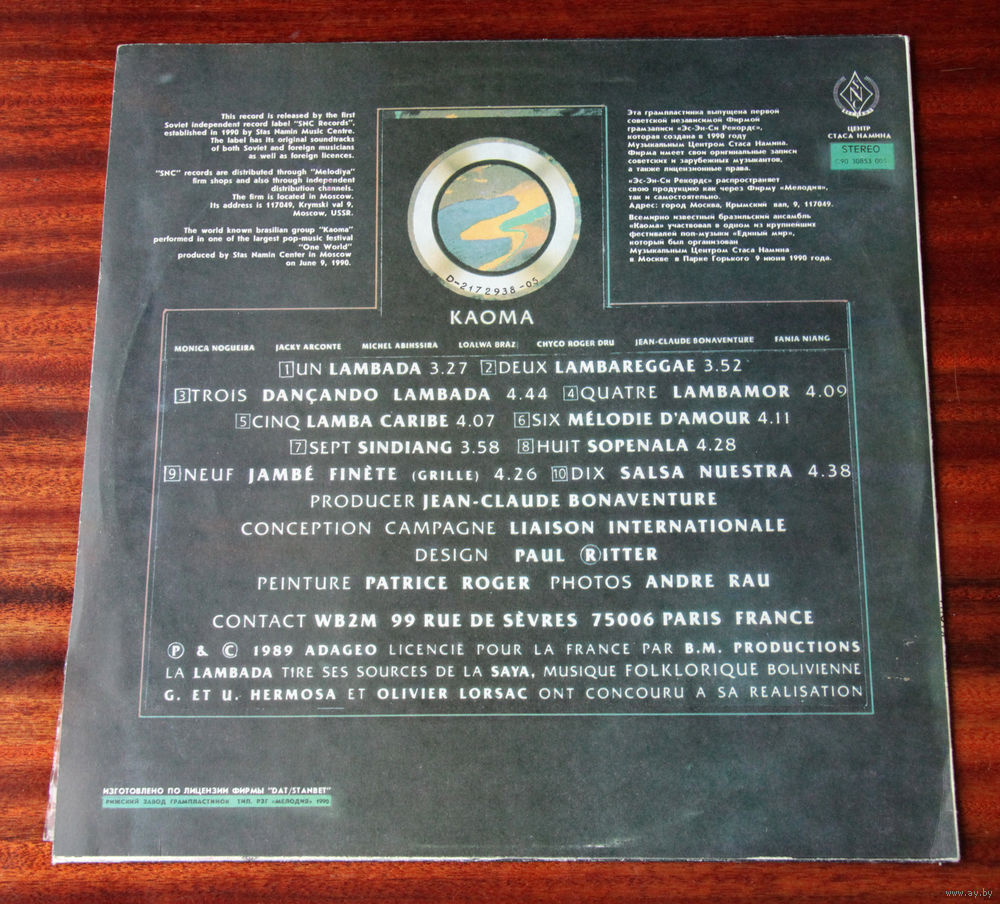 This record is released by the first
Soviet independent record label "SNC Records",
established in 1990 by Stas Namin Music Centre.
The label has its original soundtracks
of both Soviet and foreign musicians
as well as foreign licences.
"SNC" records are distributed through "Melodiya"
firm shops and also through independent
distribution channels.
The firm is located in Moscow.
Its address is 117049, Krymski val 9,
Moscow, USSR.
The world known brasilian group "Kaoma"
performed in one of the largest pop-music festival
"One World"
produced by Stas Namin Center in Moscow
on June 9, 1990.
Эта грампластинка выпущена первой
советской независимой Фирмой
грамзаписи «Эс-Эн-Си Рекордс»,
которая создана в 1990 году
Музыкальным Центром Стаса Намина.
Фирма имеет свои оригинальные записи
советских и зарубежных музыкантов,
а также лицензионные права.
«Эс-Эн-Си Рекордс» распространяет
свою продукцию как через Фирму «Мелодия»,
так и самостоятельно.
Адрес: город Москва, Крымский вал, 9, 117049.
Всемирно известный бразильский ансамбль
«Каома» участвовал в одном из крупнейших
фестивалей поп-музыки «Единый мир»,
который был организован
Музыкальным Центром Стаса Намина
в Москве в Парке Горького 9 июня 1990 года.
ЦЕНТР
СТАСА НАМИНА
STEREO
С90 30853 005
D-2172938-05
KAOMA
MONICA NOGUEIRA JACKY ARCONTE MICHEL ABIHSSIRA LOALWA BRAZ CHYCO ROGER DRU JEAN-CLAUDE BONAVENTURE FANIA NIANG
1 UN LAMBADA 3.27 2 DEUX LAMBAREGGAE 3.52
3 TROIS DANÇANDO LAMBADA 4.44 4 QUATRE LAMBAMOR 4.09
5 CINQ LAMBA CARIBE 4.07 6 SIX MÉLODIE D'AMOUR 4.11
7 SEPT SINDIANG 3.58 8 HUIT SOPENALA 4.28
9 NEUF JAMBÉ FINÈTE (GRILLE) 4.26 10 DIX SALSA NUESTRA 4.38
PRODUCER JEAN-CLAUDE BONAVENTURE
CONCEPTION CAMPAGNE LIAISON INTERNATIONALE
DESIGN PAUL ®ITTER
PEINTURE PATRICE ROGER PHOTOS ANDRE RAU
CONTACT WB2M 99 RUE DE SÈVRES 75006 PARIS FRANCE
℗ & © 1989 ADAGEO LICENCIÉ POUR LA FRANCE PAR B.M. PRODUCTIONS
LA LAMBADA TIRE SES SOURCES DE LA SAYA, MUSIQUE FOLKLORIQUE BOLIVIENNE
G. ET U. HERMOSA ET OLIVIER LORSAC ONT CONCOURU A SA REALISATION
ИЗГОТОВЛЕНО ПО ЛИЦЕНЗИИ ФИРМЫ "DAT/STANBET"
РИЖСКИЙ ЗАВОД ГРАМПЛАСТИНОК ТИП. РЗГ «МЕЛОДИЯ» 1990
www.ay.by